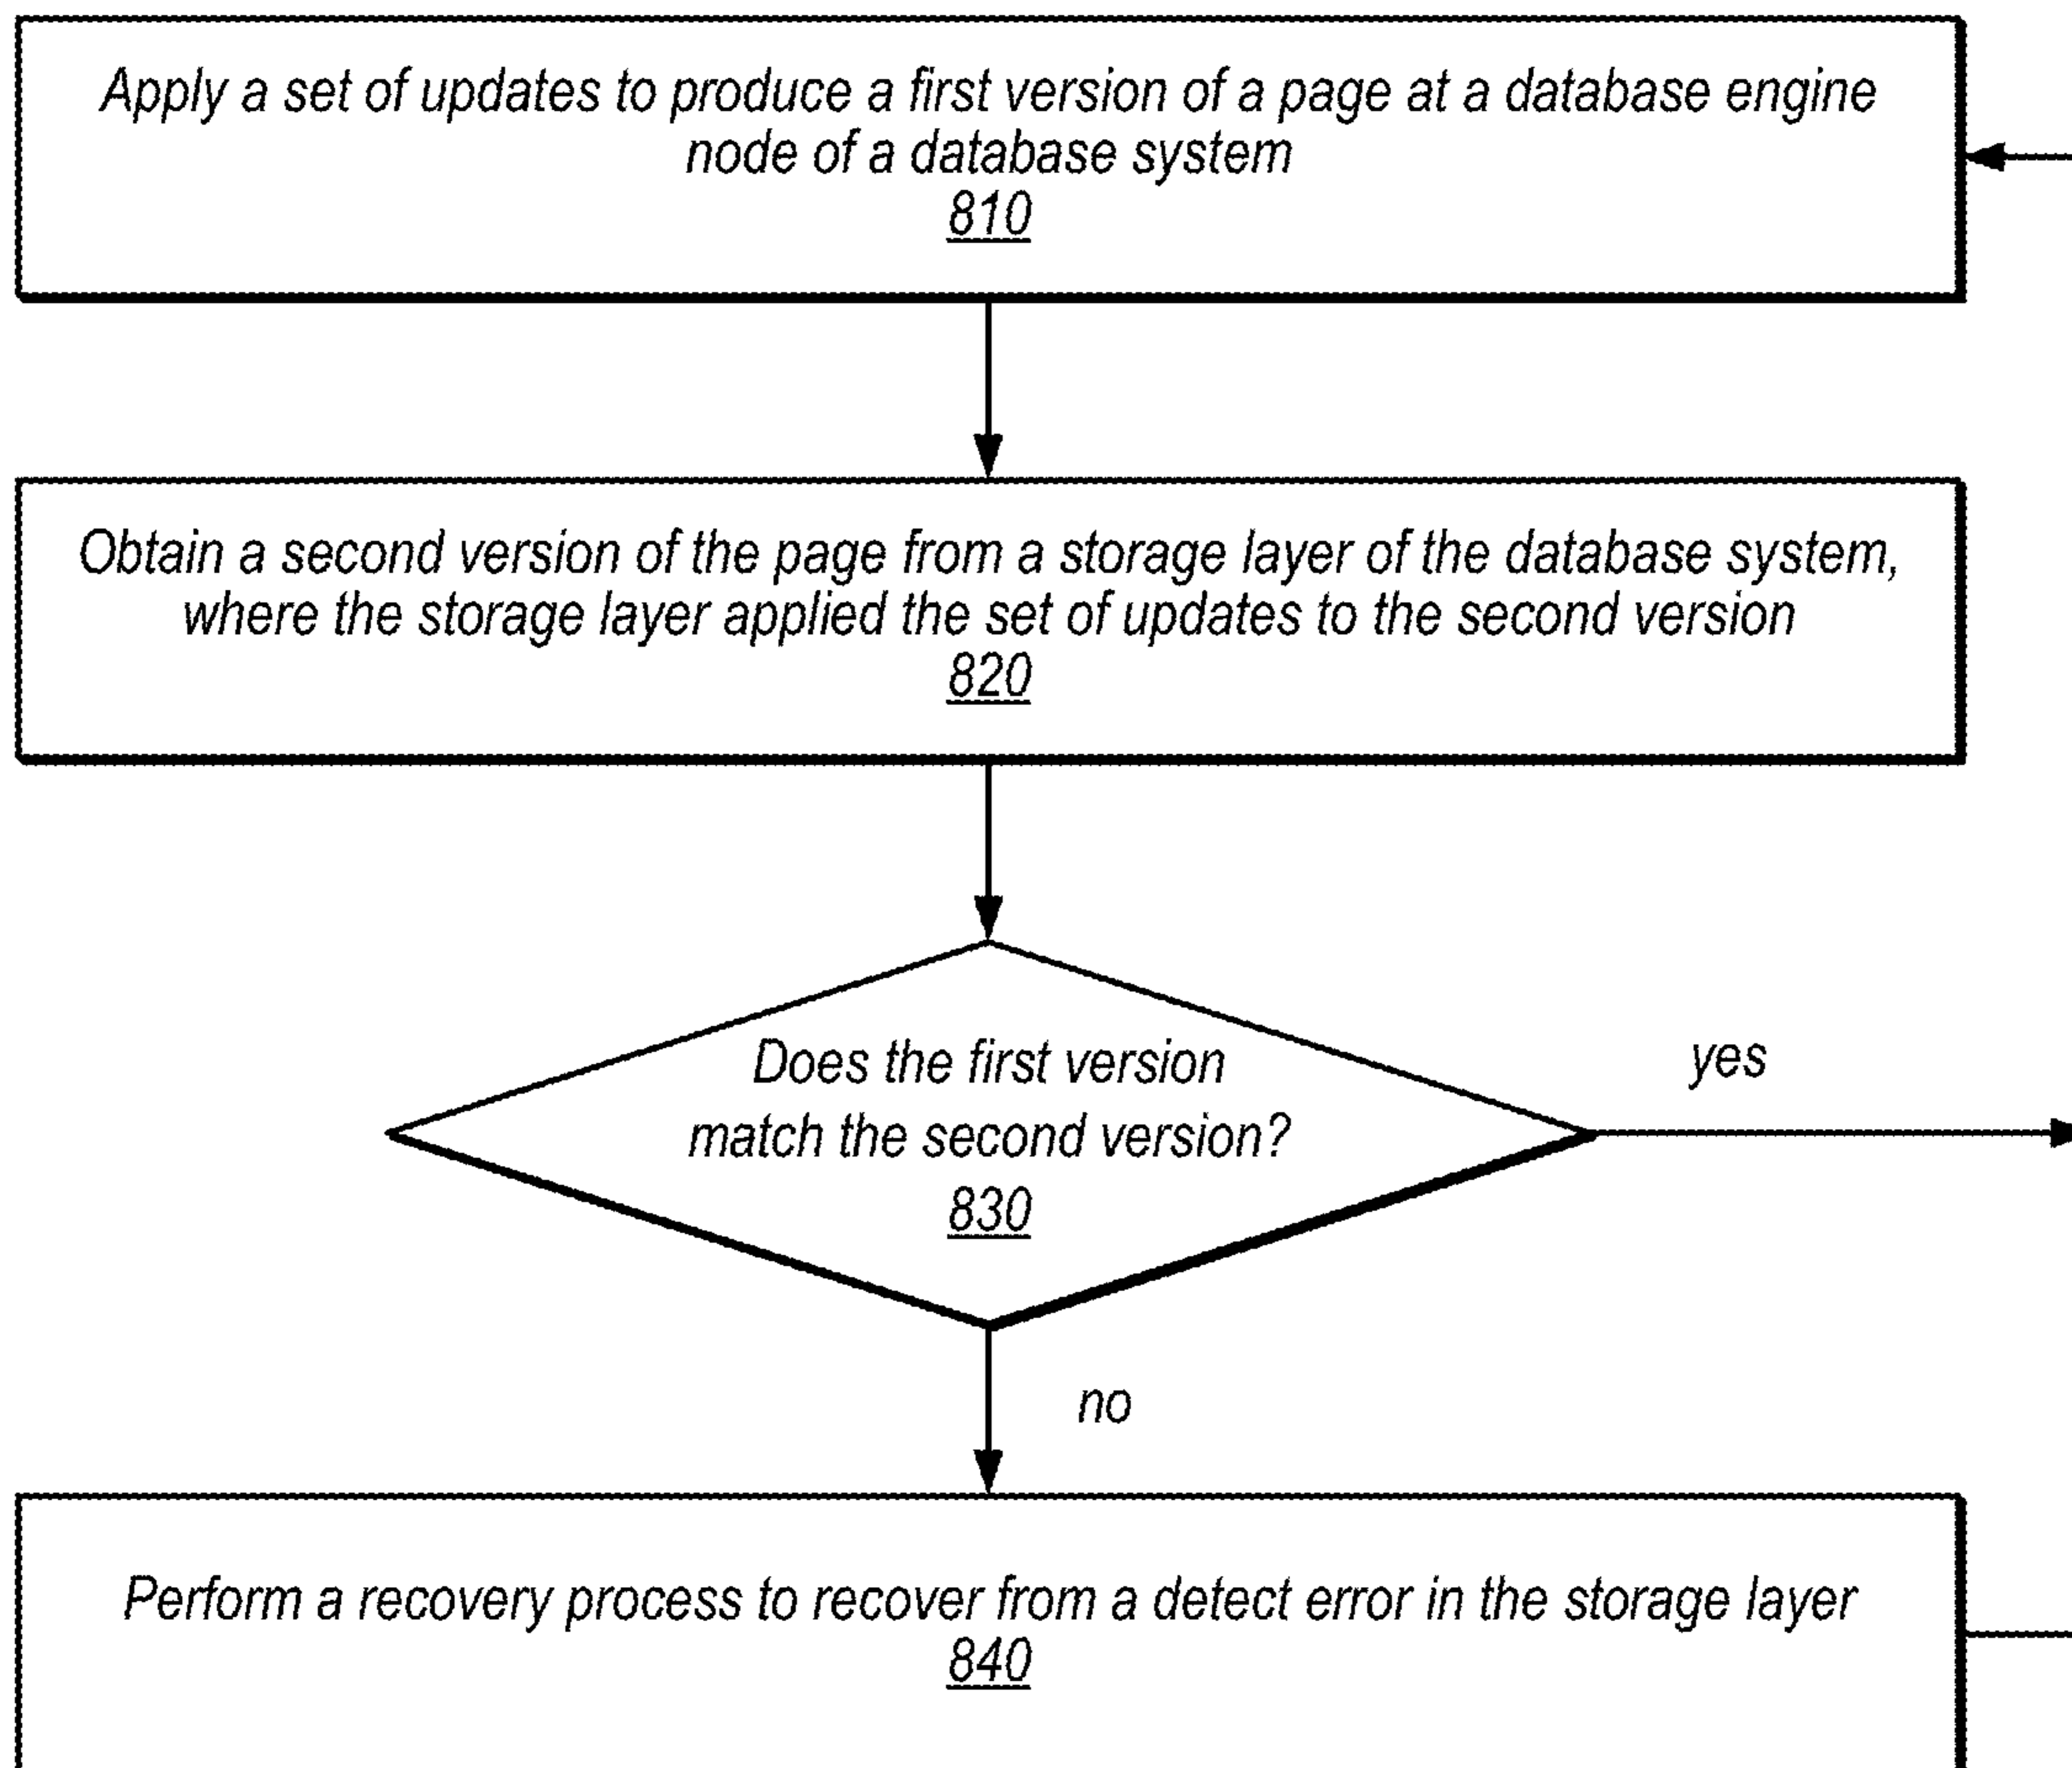 Apply a set of updates to produce a first version of a page at a database engine
node of a database system
810
Obtain a second version of the page from a storage layer of the database system,
where the storage layer applied the set of updates to the second version
820
Does the first version
match the second version?
830
yes
no
Perform a recovery process to recover from a detect error in the storage layer
840